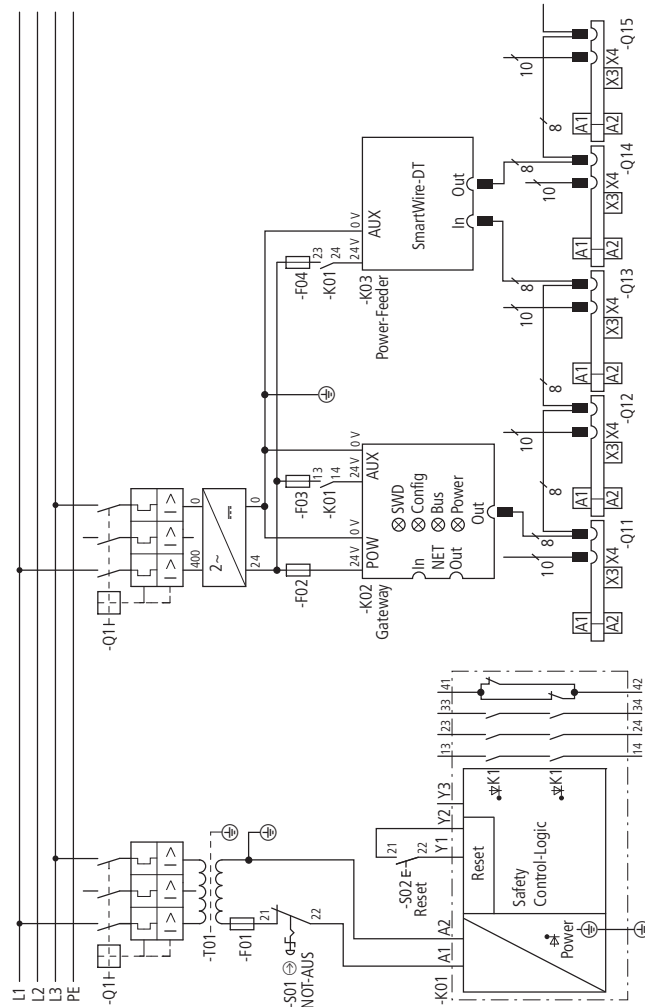 L1
L2
L3
PE
-Q1
I> I> I>
-T01
-F01
21
22
-S01
NOT-AUS
-K01
A1 A2
Power
Safety
Control-Logic
Reset
Y1 Y2 Y3
21
22
-S02 E
Reset
K1
K1
13 23 33 41
14 24 34 42
-Q1
I> I> I>
400 0
2~
24 0
-F02
-F03
13
14
-K01
24 V 0 V 24 V 0 V
POW AUX
-K02
Gateway
In
NET
Out
SWD
Config
Bus
Power
Out
-F04
23
24
-K01
24 V 0 V
AUX
-K03
Power-Feeder
SmartWire-DT
In Out
10 8
A1
A2 X3 X4
-Q11
8 10
A1
A2 X3 X4
-Q12
8 10 8
A1
A2 X3 X4
-Q13
10 8
A1
A2 X3 X4
-Q14
8 10
A1
A2 X3 X4
-Q15